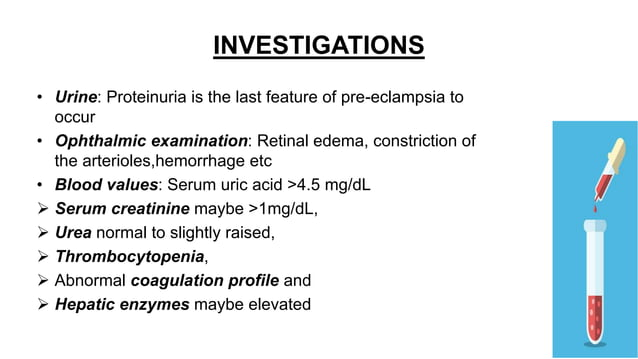 INVESTIGATIONS
• Urine: Proteinuria is the last feature of pre-eclampsia to
occur
• Ophthalmic examination: Retinal edema, constriction of
the arterioles,hemorrhage etc
• Blood values: Serum uric acid >4.5 mg/dL
➢ Serum creatinine maybe >1mg/dL,
➢ Urea normal to slightly raised,
➢ Thrombocytopenia,
➢ Abnormal coagulation profile and
➢ Hepatic enzymes maybe elevated